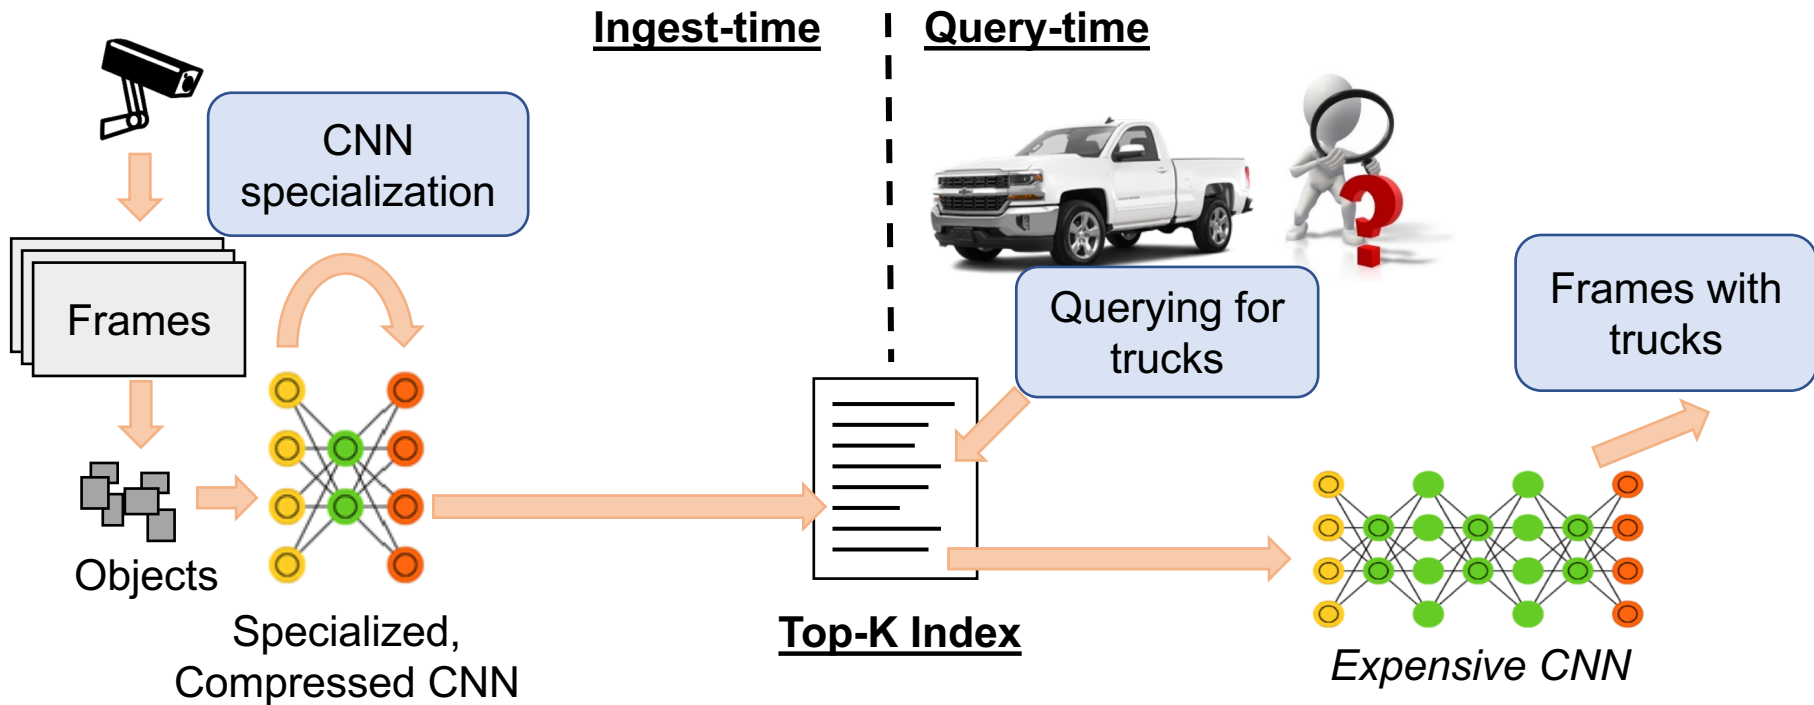 Ingest-time
Query-time
CNN
specialization
Frames
Objects
Specialized,
Compressed CNN
Top-K Index
Querying for
trucks
Expensive CNN
Frames with
trucks